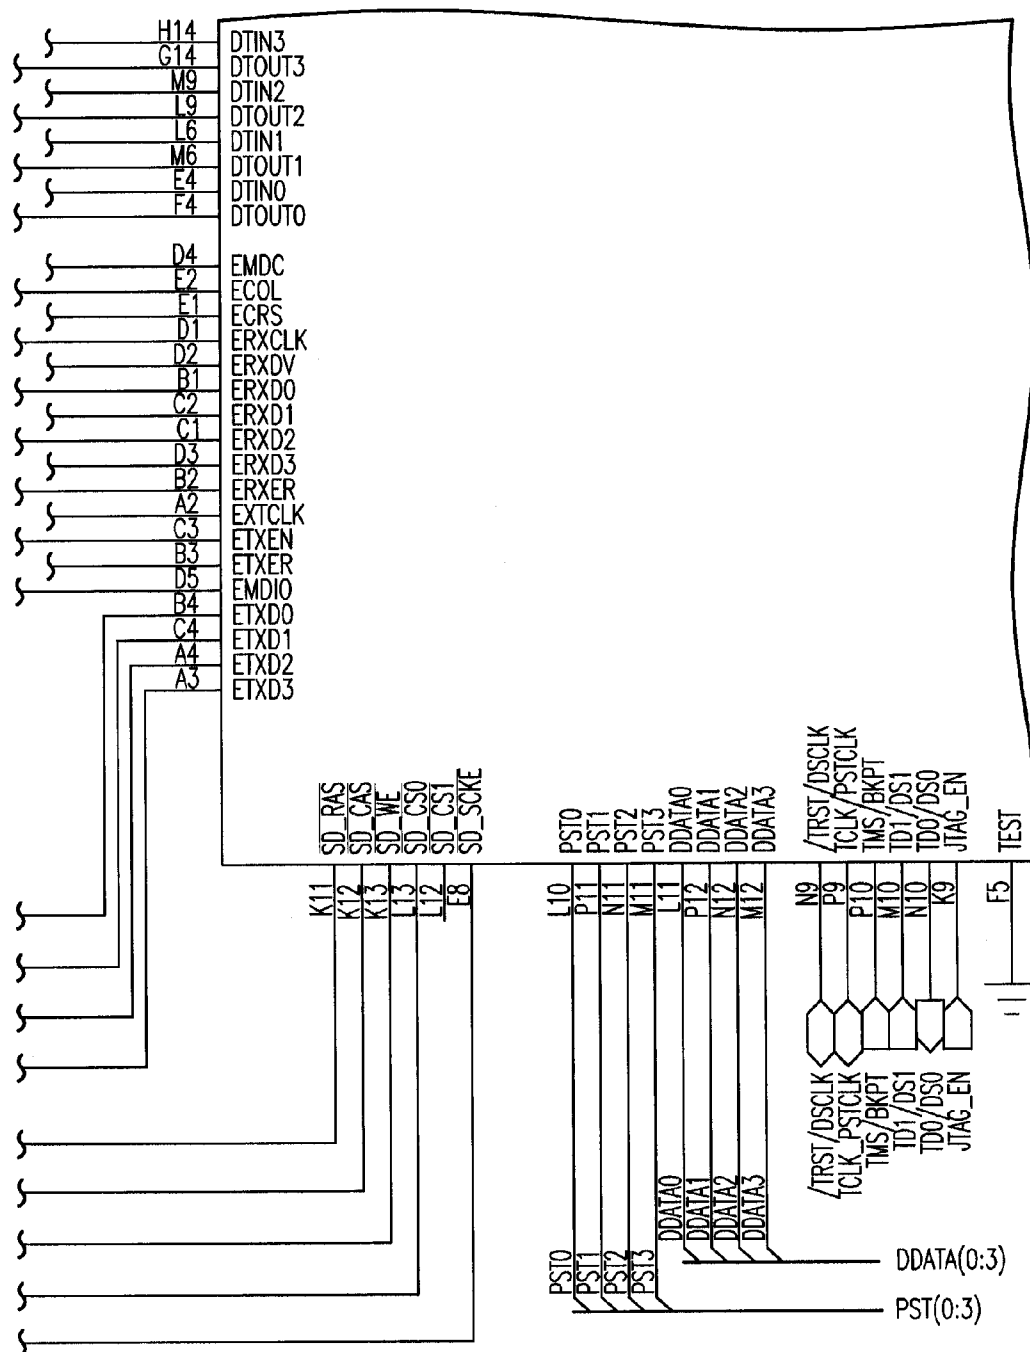 H14 DTIN3
G14 DTOUT3
M9 DTIN2
L9 DTOUT2
L6 DTIN1
M6 DTOUT1
E4 DTIN0
F4 DTOUT0
D4 EMDC
E2 ECOL
E1 ECRS
D1 ERXCLK
D2 ERXDV
B1 ERXD0
C2 ERXD1
C1 ERXD2
D3 ERXD3
B2 ERXER
A2 EXTCLK
C3 ETXEN
B3 ETXER
D5 EMDIO
B4 ETXD0
C4 ETXD1
A4 ETXD2
A3 ETXD3
SD_RAS
SD_CAS
SD_WE
SD_CS0
SD_CS1
SD_SCKE
PST0
PST1
PST2
PST3
DDATA0
DDATA1
DDATA2
DDATA3
/TRST/DSCLK
TCLK/PSTCLK
TMS/BKPT
TD1/DS1
TD0/DS0
JTAG_EN
TEST
K11
K12
K13
L13
L12
E8
L10
P11
N11
M11
L11
P12
N12
M12
N9
P9
P10
M10
N10
K9
F5
/TRST/DSCLK
TCLK_PSTCLK
TMS/BKPT
TD1/DS1
TD0/DS0
JTAG_EN
DDATA0
DDATA1
DDATA2
DDATA3
DDATA(0:3)
PST0
PST1
PST2
PST3
PST(0:3)